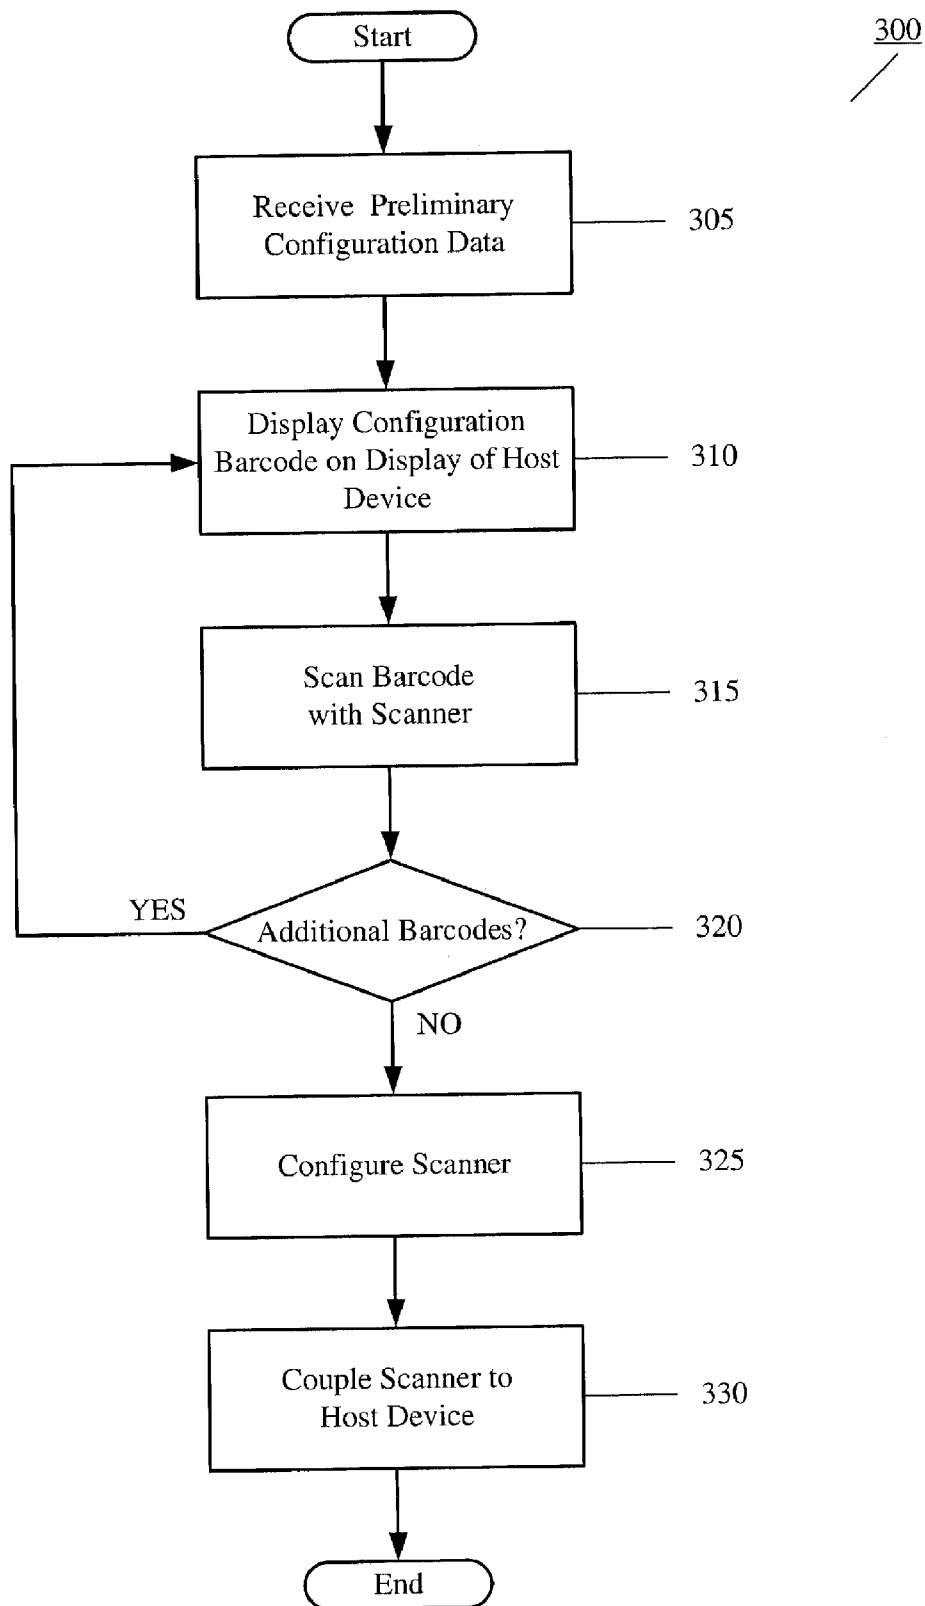 Start
300
Receive Preliminary
Configuration Data
305
Display Configuration
Barcode on Display of Host
Device
310
Scan Barcode
with Scanner
315
YES
Additional Barcodes?
320
NO
Configure Scanner
325
Couple Scanner to
Host Device
330
End